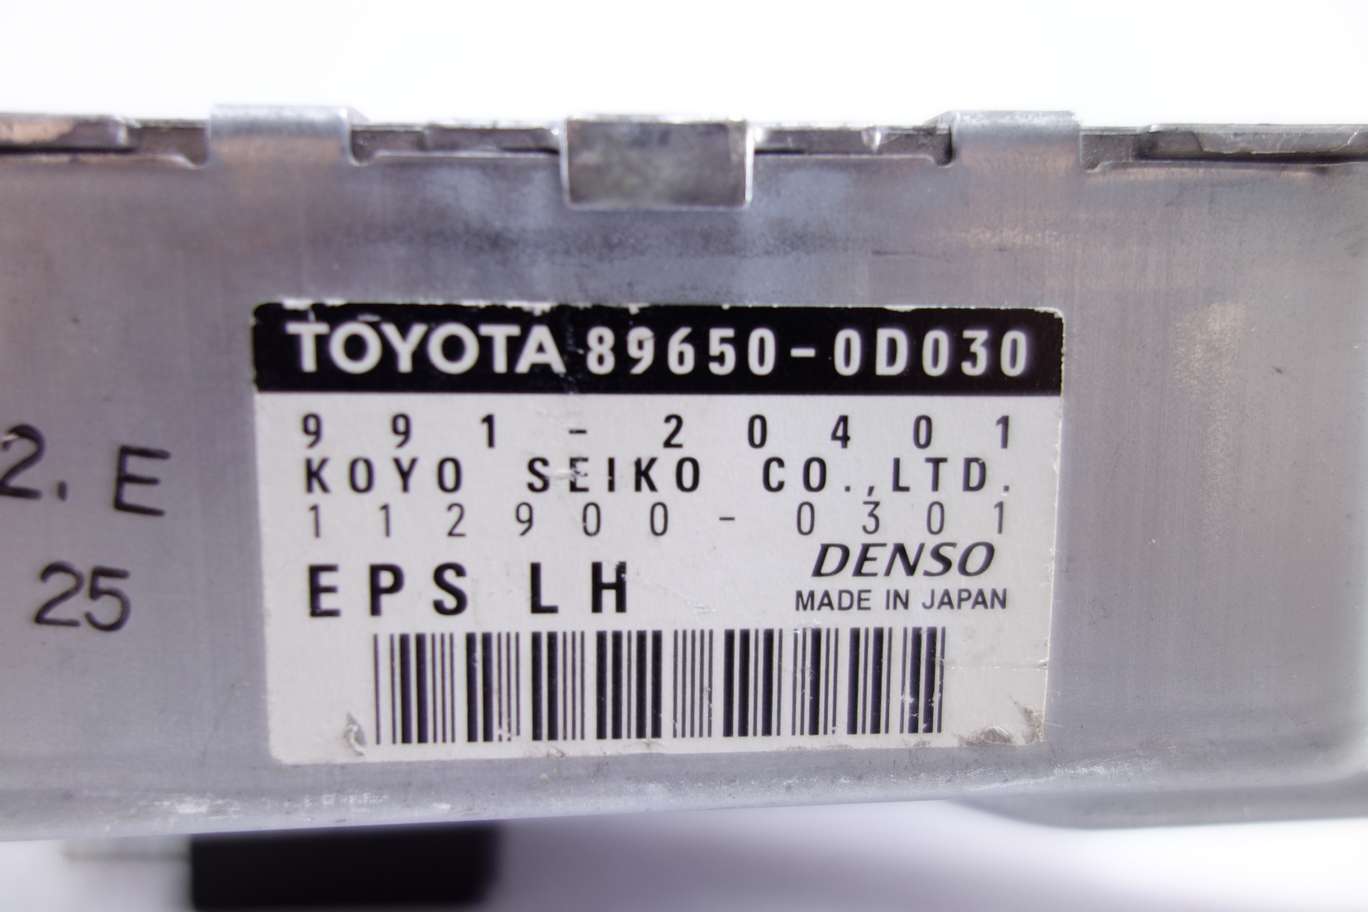 TOYOTA 89650-0D030
991-20401
KOYO SEIKO CO.,LTD.
112900-0301
EPS LH
DENSO
MADE IN JAPAN
2. E
25